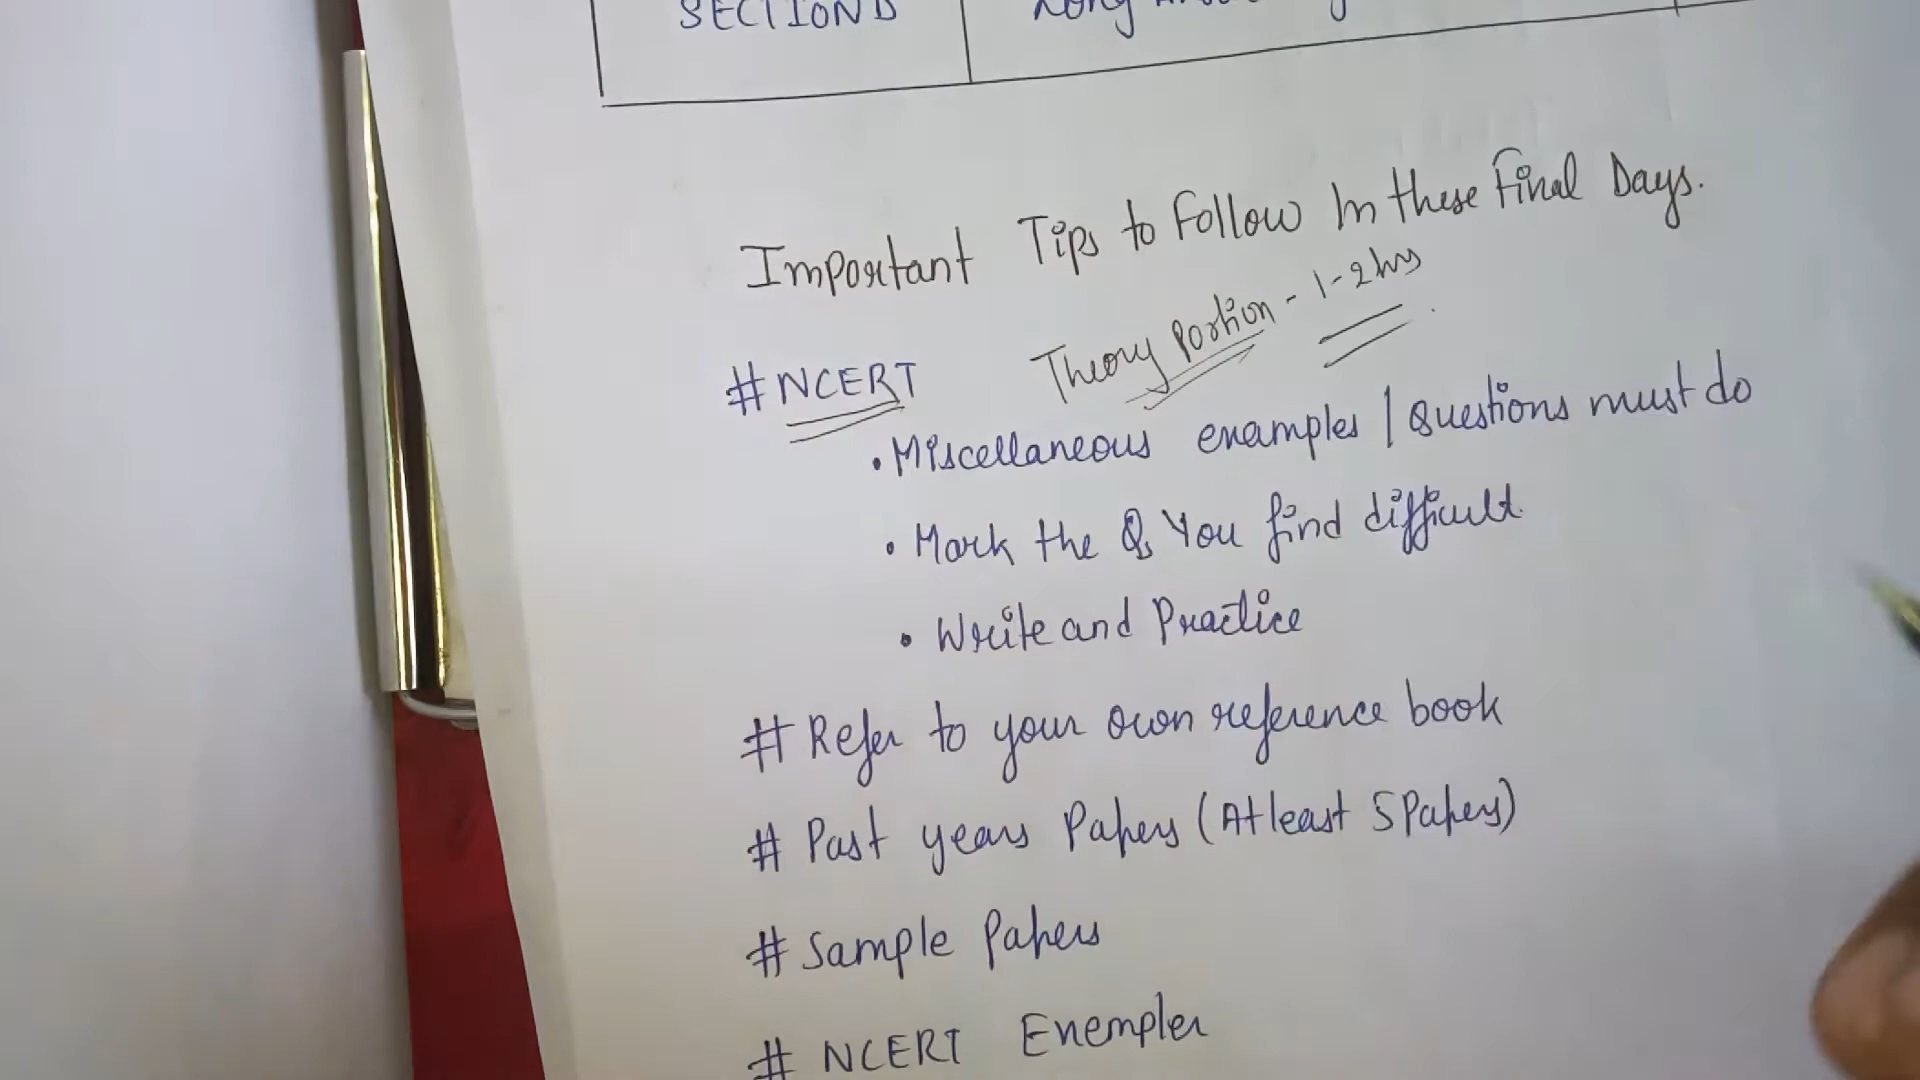 SECTION D
Long
Important Tips to Follow In these Final Days.
Theory Portion - 1-2 hrs
# NCERT
• Miscellaneous examples / Questions must do
• Mark the Qs You find difficult.
• Write and Practice
# Refer to your own reference book
# Past years Papers (Atleast 5 Papers)
# Sample Papers
# NCERT Exempler